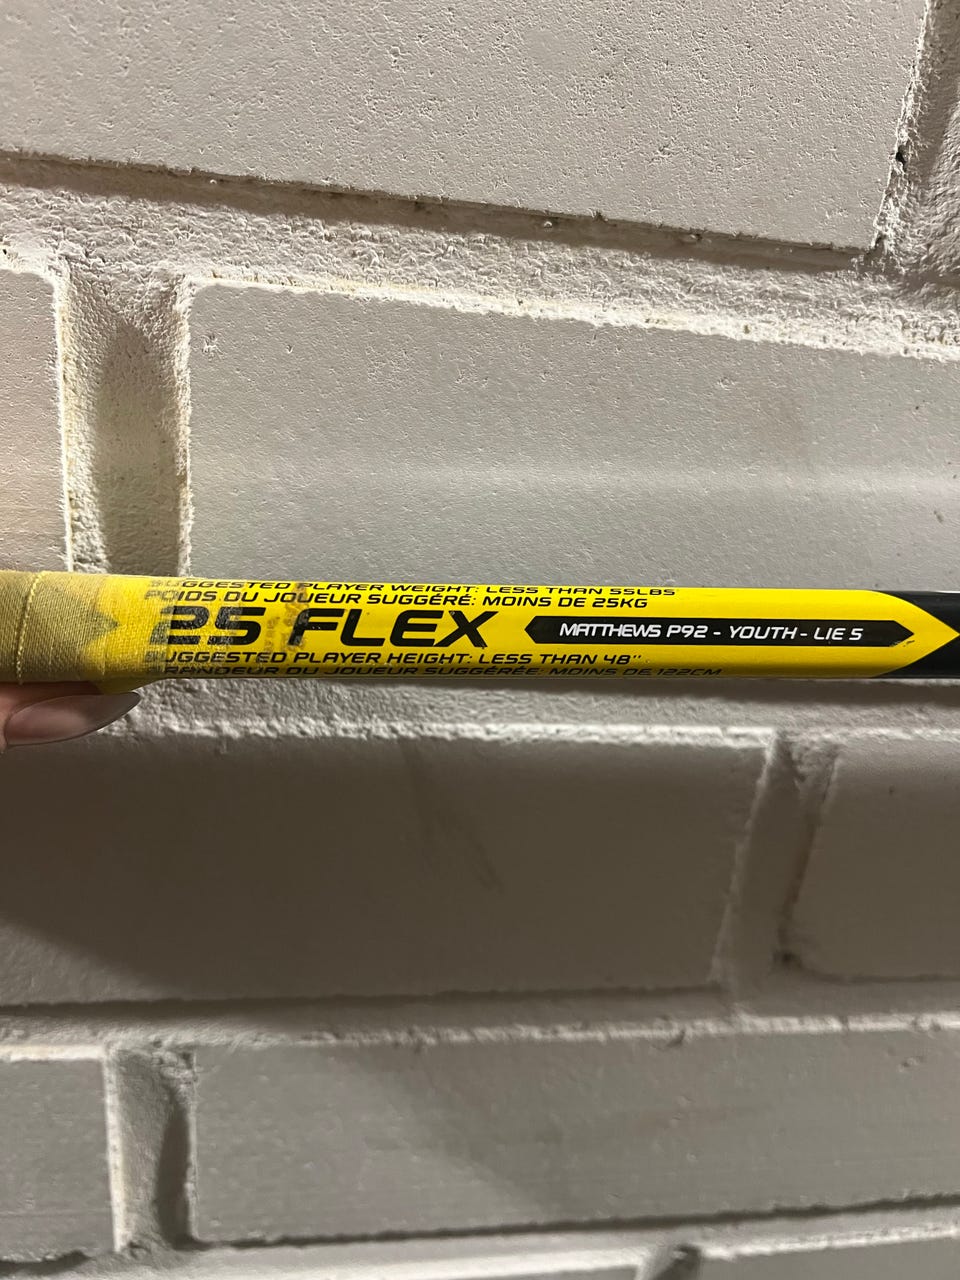 SUGGESTED PLAYER WEIGHT: LESS THAN 55LBS
POIDS DU JOUEUR SUGGÉRÉ: MOINS DE 25KG
25 FLEX
MATTHEWS P92 - YOUTH - LIE 5
SUGGESTED PLAYER HEIGHT: LESS THAN 48"
GRANDEUR DU JOUEUR SUGGÉRÉE: MOINS DE 122CM